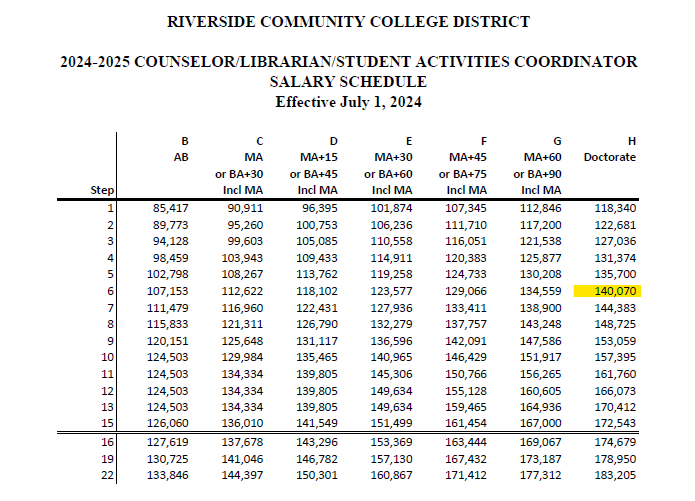 RIVERSIDE COMMUNITY COLLEGE DISTRICT
2024-2025 COUNSELOR/LIBRARIAN/STUDENT ACTIVITIES COORDINATOR
SALARY SCHEDULE
Effective July 1, 2024
B C D E F G H
AB MA MA+15 MA+30 MA+45 MA+60 Doctorate
or BA+30 or BA+45 or BA+60 or BA+75 or BA+90
Step Incl MA Incl MA Incl MA Incl MA Incl MA
1 85,417 90,911 96,395 101,874 107,345 112,846 118,340
2 89,773 95,260 100,753 106,236 111,710 117,200 122,681
3 94,128 99,603 105,085 110,558 116,051 121,538 127,036
4 98,459 103,943 109,433 114,911 120,383 125,877 131,374
5 102,798 108,267 113,762 119,258 124,733 130,208 135,700
6 107,153 112,622 118,102 123,577 129,066 134,559 140,070
7 111,479 116,960 122,431 127,936 133,411 138,900 144,383
8 115,833 121,311 126,790 132,279 137,757 143,248 148,725
9 120,151 125,648 131,117 136,596 142,091 147,586 153,059
10 124,503 129,984 135,465 140,965 146,429 151,917 157,395
11 124,503 134,334 139,805 145,306 150,766 156,265 161,760
12 124,503 134,334 139,805 149,634 155,128 160,605 166,073
13 124,503 134,334 139,805 149,634 159,465 164,936 170,412
15 126,060 136,010 141,549 151,499 161,454 167,000 172,543
16 127,619 137,678 143,296 153,369 163,444 169,067 174,679
19 130,725 141,046 146,782 157,130 167,432 173,187 178,950
22 133,846 144,397 150,301 160,867 171,412 177,312 183,205